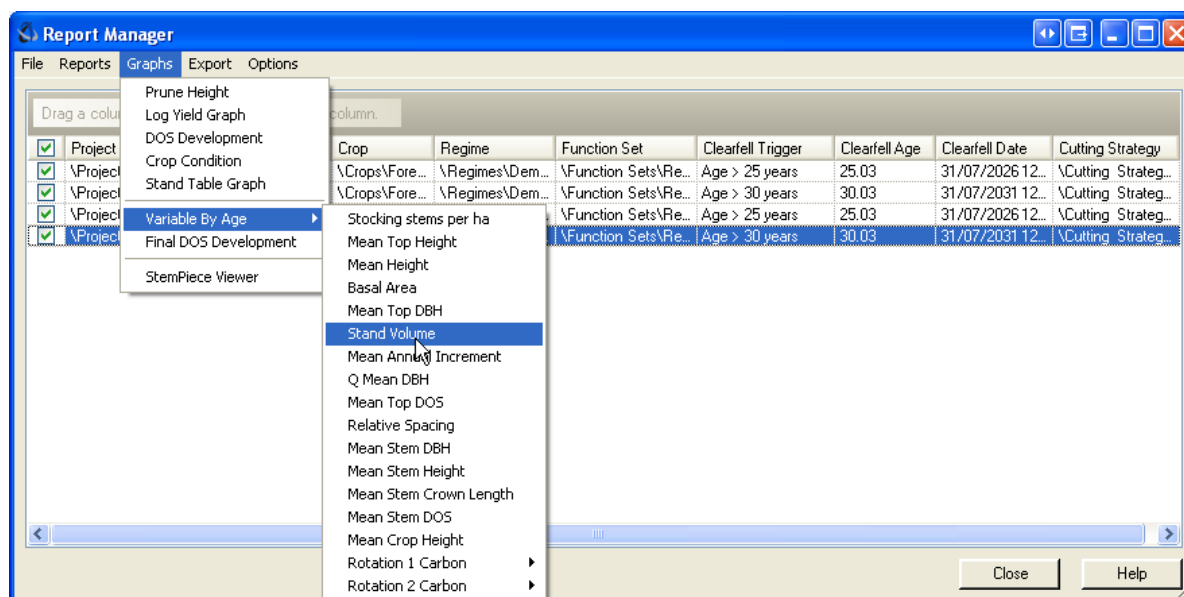 Report Manager
File Reports Graphs Export Options
Prune Height
Log Yield Graph
DOS Development
Crop Condition
Stand Table Graph
Variable By Age
Final DOS Development
StemPiece Viewer
Stocking stems per ha
Mean Top Height
Mean Height
Basal Area
Mean Top DBH
Stand Volume
Mean Annual Increment
Q Mean DBH
Mean Top DOS
Relative Spacing
Mean Stem DBH
Mean Stem Height
Mean Stem Crown Length
Mean Stem DOS
Mean Crop Height
Rotation 1 Carbon
Rotation 2 Carbon
Drag a colu column.
Project Crop Regime Function Set Clearfell Trigger Clearfell Age Clearfell Date Cutting Strategy
\Project \Crops\Fore... \Regimes\Dem... \Function Sets\Re... Age > 25 years 25.03 31/07/2026 12... \Cutting Strateg...
\Project \Crops\Fore... \Regimes\Dem... \Function Sets\Re... Age > 30 years 30.03 31/07/2031 12... \Cutting Strateg...
\Project \Function Sets\Re... Age > 25 years 25.03 31/07/2026 12... \Cutting Strateg...
\Project \Function Sets\Re... Age > 30 years 30.03 31/07/2031 12... \Cutting Strateg...
Close Help